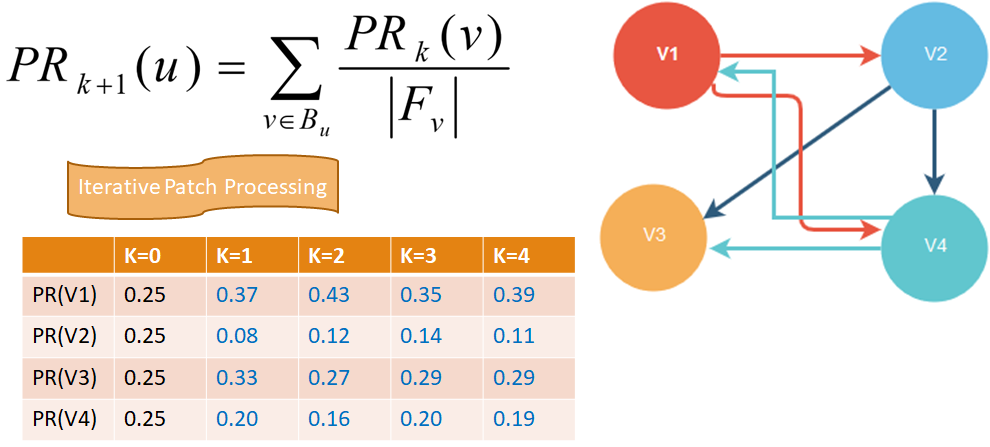 PR_{k+1}(u) = \sum_{v \in B_u} \frac{PR_k(v)}{|F_v|}
Iterative Patch Processing
K=0 K=1 K=2 K=3 K=4
PR(V1) 0.25 0.37 0.43 0.35 0.39
PR(V2) 0.25 0.08 0.12 0.14 0.11
PR(V3) 0.25 0.33 0.27 0.29 0.29
PR(V4) 0.25 0.20 0.16 0.20 0.19
V1
V2
V3
V4